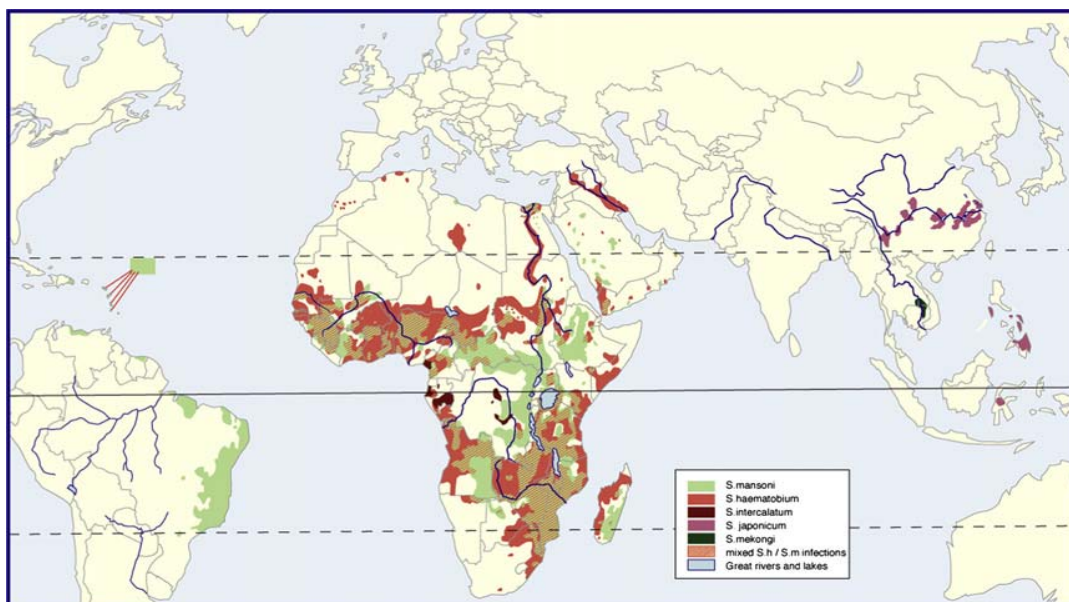 S.mansoni
S.haematobium
S.intercalatum
S. japonicum
S.mekongi
mixed S.h / S.m infections
Great rivers and lakes